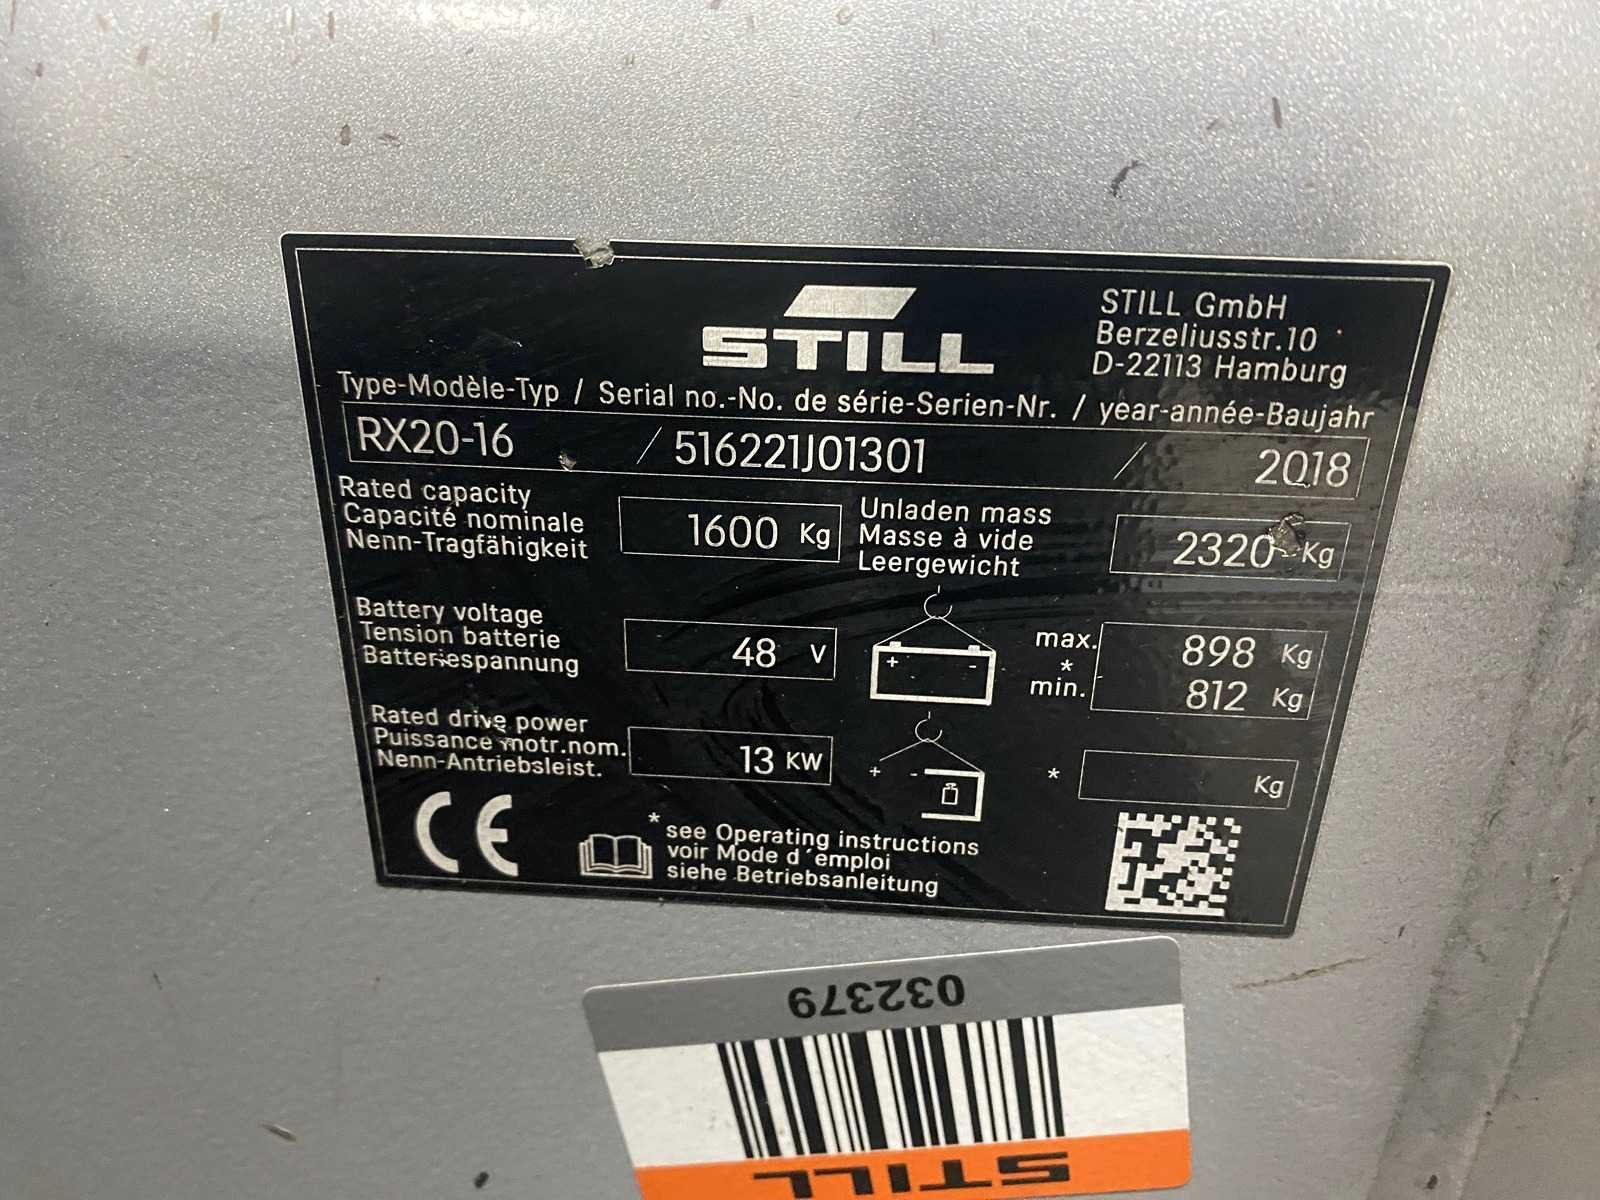 STILL
STILL GmbH
Berzeliusstr.10
D-22113 Hamburg
Type-Modèle-Typ / Serial no.-No. de série-Serien-Nr. / year-année-Baujahr
RX20-16 / 516221J01301 / 2018
Rated capacity
Capacité nominale
Nenn-Tragfähigkeit
1600 Kg
Unladen mass
Masse à vide
Leergewicht
2320 Kg
Battery voltage
Tension batterie
Batteriespannung
48 V
+ -
max. 898 Kg
*
min. 812 Kg
Rated drive power
Puissance motr.nom.
Nenn-Antriebsleist.
13 KW
+ -
* Kg
CE
* see Operating instructions
voir Mode d´emploi
siehe Betriebsanleitung
032379
STILL